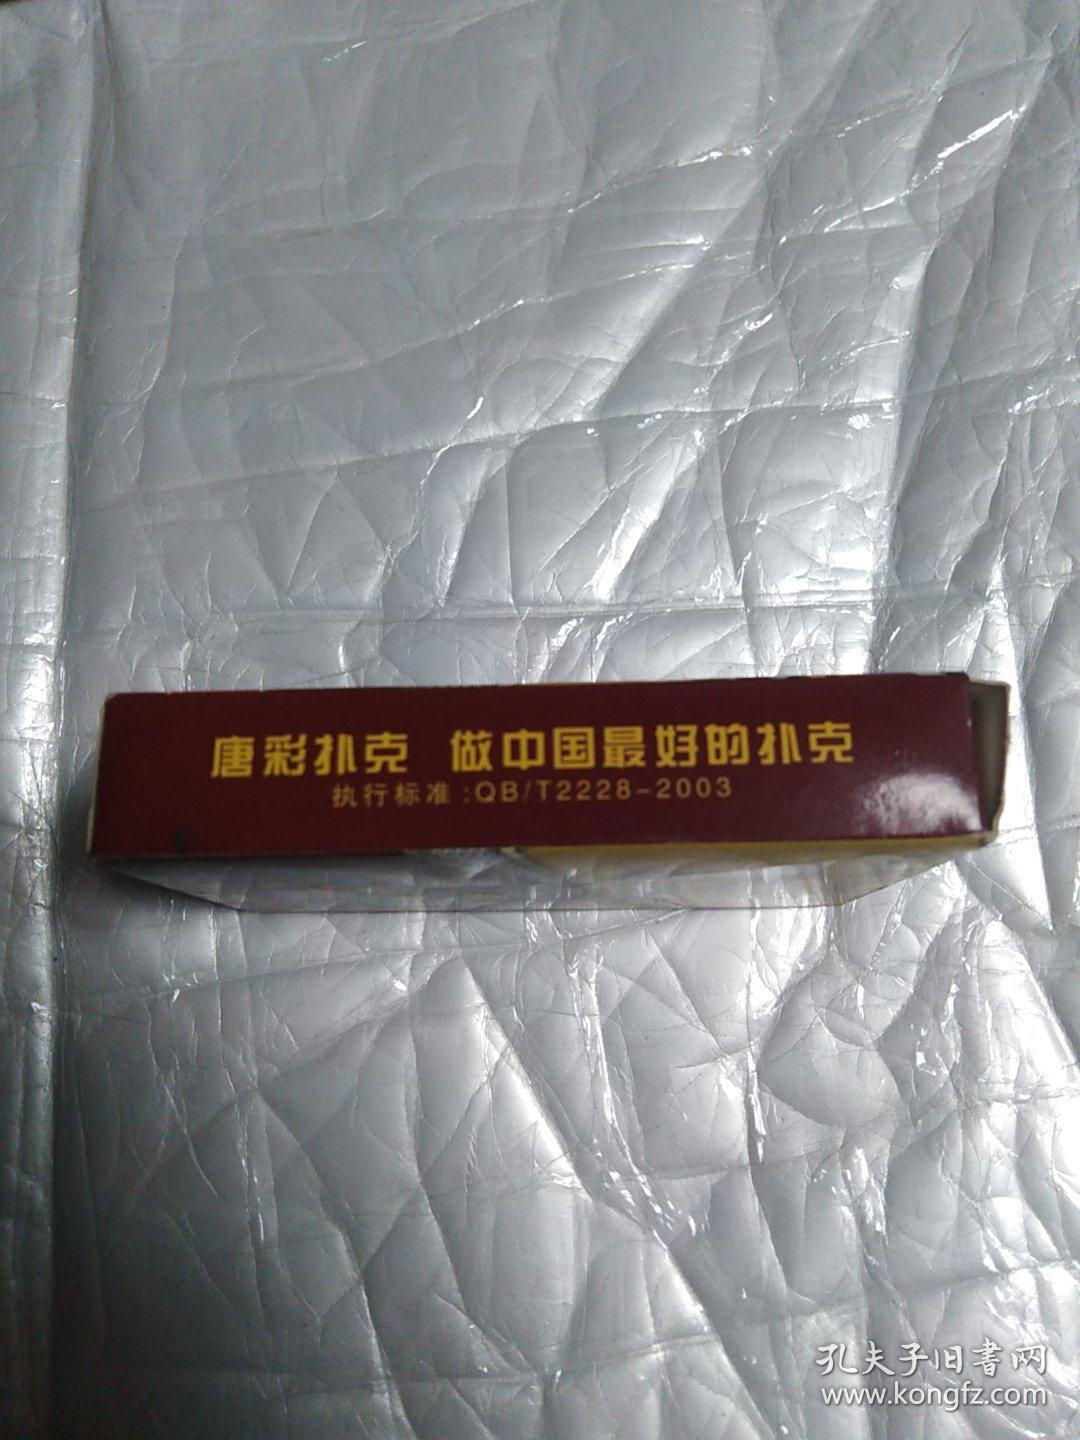 唐彩扑克 做中国最好的扑克
执行标准:QB/T2228-2003
孔夫子旧書网
www.kongfz.com